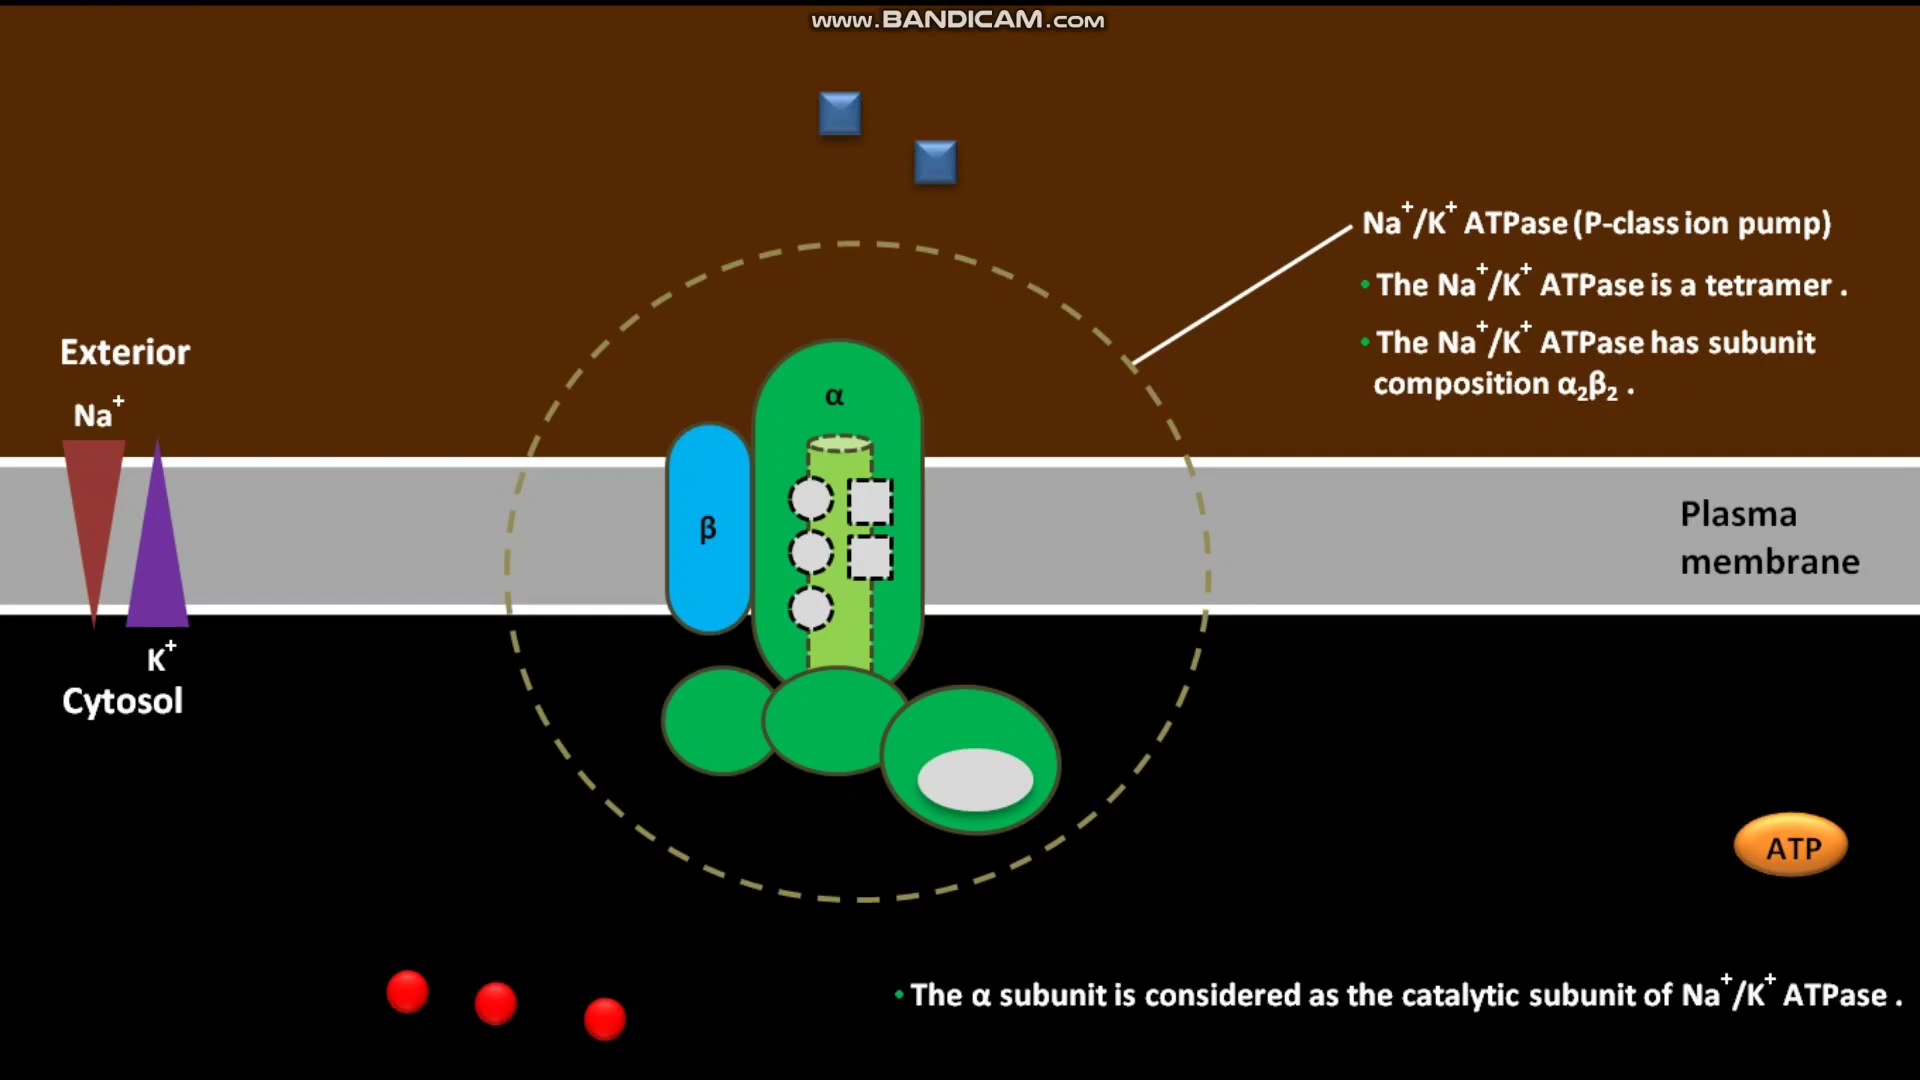 www.BANDICAM.com
Na⁺/K⁺ ATPase (P-class ion pump)
• The Na⁺/K⁺ ATPase is a tetramer .
• The Na⁺/K⁺ ATPase has subunit
composition α₂β₂ .
Exterior
Na⁺
α
β
Plasma
membrane
K⁺
Cytosol
ATP
• The α subunit is considered as the catalytic subunit of Na⁺/K⁺ ATPase .